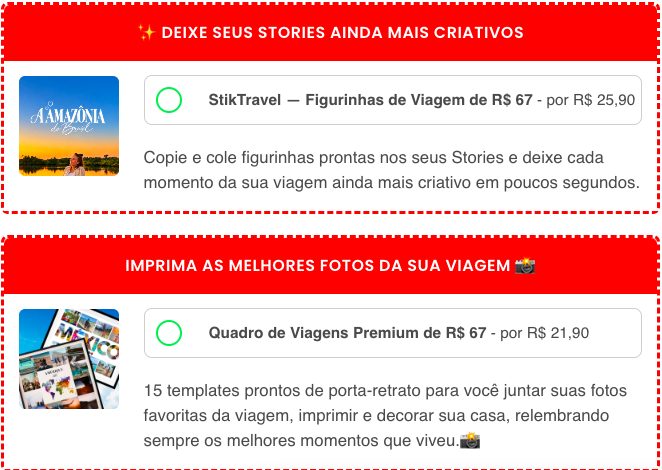 ✨ DEIXE SEUS STORIES AINDA MAIS CRIATIVOS
O
A AMAZÔNIA
do Brasil
StikTravel — Figurinhas de Viagem de R$ 67 - por R$ 25,90
Copie e cole figurinhas prontas nos seus Stories e deixe cada
momento da sua viagem ainda mais criativo em poucos segundos.
IMPRIMA AS MELHORES FOTOS DA SUA VIAGEM 📸
MÉXICO
Quadro de Viagens Premium de R$ 67 - por R$ 21,90
15 templates prontos de porta-retrato para você juntar suas fotos
favoritas da viagem, imprimir e decorar sua casa, relembrando
sempre os melhores momentos que viveu.📸